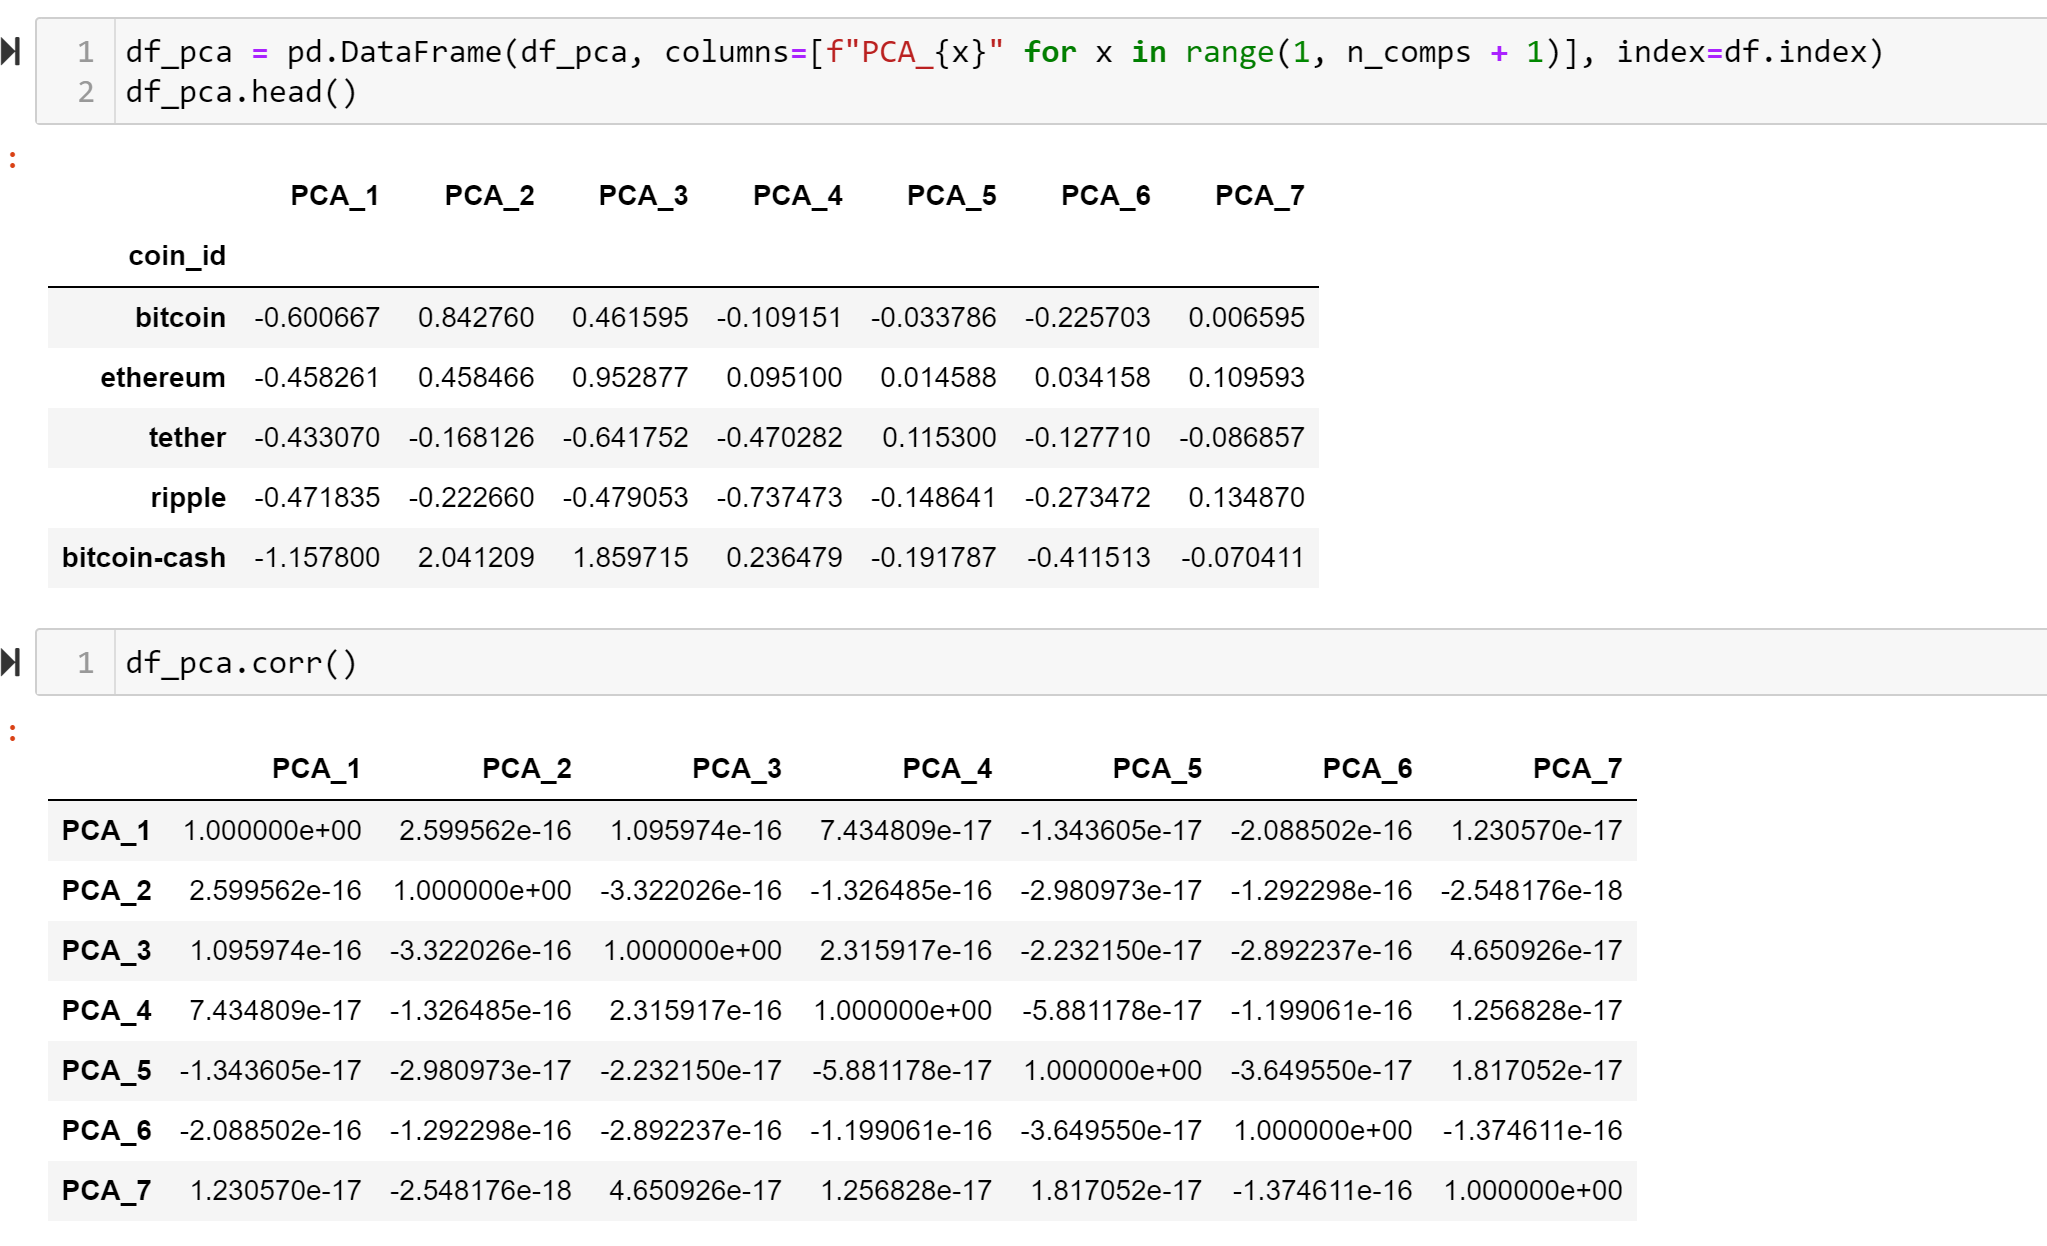 1 df_pca = pd.DataFrame(df_pca, columns=[f"PCA_{x}" for x in range(1, n_comps + 1)], index=df.index)
2 df_pca.head()
:
PCA_1 PCA_2 PCA_3 PCA_4 PCA_5 PCA_6 PCA_7
coin_id
bitcoin -0.600667 0.842760 0.461595 -0.109151 -0.033786 -0.225703 0.006595
ethereum -0.458261 0.458466 0.952877 0.095100 0.014588 0.034158 0.109593
tether -0.433070 -0.168126 -0.641752 -0.470282 0.115300 -0.127710 -0.086857
ripple -0.471835 -0.222660 -0.479053 -0.737473 -0.148641 -0.273472 0.134870
bitcoin-cash -1.157800 2.041209 1.859715 0.236479 -0.191787 -0.411513 -0.070411
1 df_pca.corr()
:
PCA_1 PCA_2 PCA_3 PCA_4 PCA_5 PCA_6 PCA_7
PCA_1 1.000000e+00 2.599562e-16 1.095974e-16 7.434809e-17 -1.343605e-17 -2.088502e-16 1.230570e-17
PCA_2 2.599562e-16 1.000000e+00 -3.322026e-16 -1.326485e-16 -2.980973e-17 -1.292298e-16 -2.548176e-18
PCA_3 1.095974e-16 -3.322026e-16 1.000000e+00 2.315917e-16 -2.232150e-17 -2.892237e-16 4.650926e-17
PCA_4 7.434809e-17 -1.326485e-16 2.315917e-16 1.000000e+00 -5.881178e-17 -1.199061e-16 1.256828e-17
PCA_5 -1.343605e-17 -2.980973e-17 -2.232150e-17 -5.881178e-17 1.000000e+00 -3.649550e-17 1.817052e-17
PCA_6 -2.088502e-16 -1.292298e-16 -2.892237e-16 -1.199061e-16 -3.649550e-17 1.000000e+00 -1.374611e-16
PCA_7 1.230570e-17 -2.548176e-18 4.650926e-17 1.256828e-17 1.817052e-17 -1.374611e-16 1.000000e+00